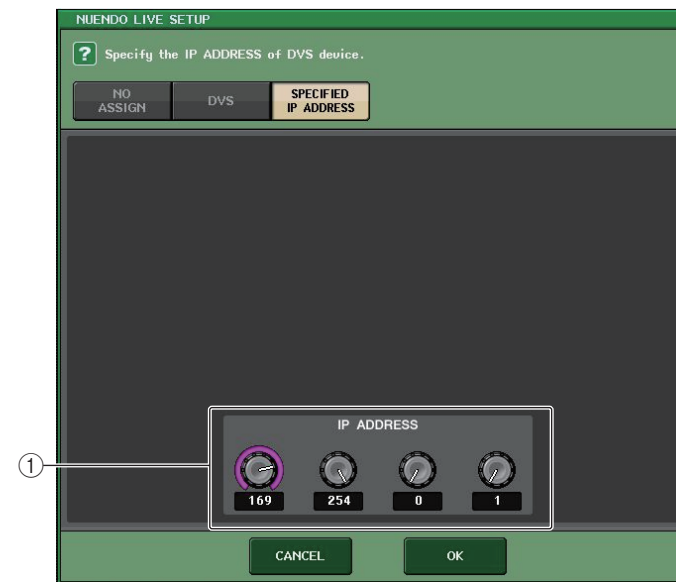 NUENDO LIVE SETUP
? Specify the IP ADDRESS of DVS device.
NO
ASSIGN
DVS
SPECIFIED
IP ADDRESS
IP ADDRESS
①
169 254 0 1
CANCEL OK